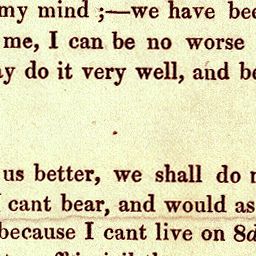 my mind ;—we have bee
me, I can be no worse
ay do it very well, and be
us better, we shall do
I cant bear, and would as
because I cant live on 8d